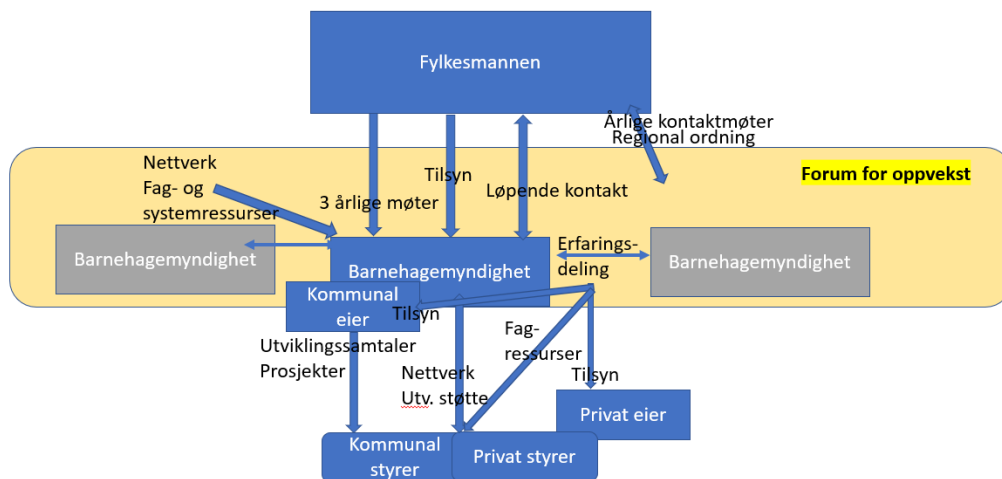 Fylkesmannen
Årlige kontaktmøter
Regional ordning
Forum for oppvekst
Nettverk
Fag- og
systemressurser
3 årlige møter
Tilsyn
Løpende kontakt
Barnehagemyndighet
Barnehagemyndighet
Erfarings-
deling
Barnehagemyndighet
Kommunal
eier
Tilsyn
Utviklingssamtaler
Prosjekter
Nettverk
Utv. støtte
Fag-
ressurser
Tilsyn
Privat eier
Kommunal
styrer
Privat styrer